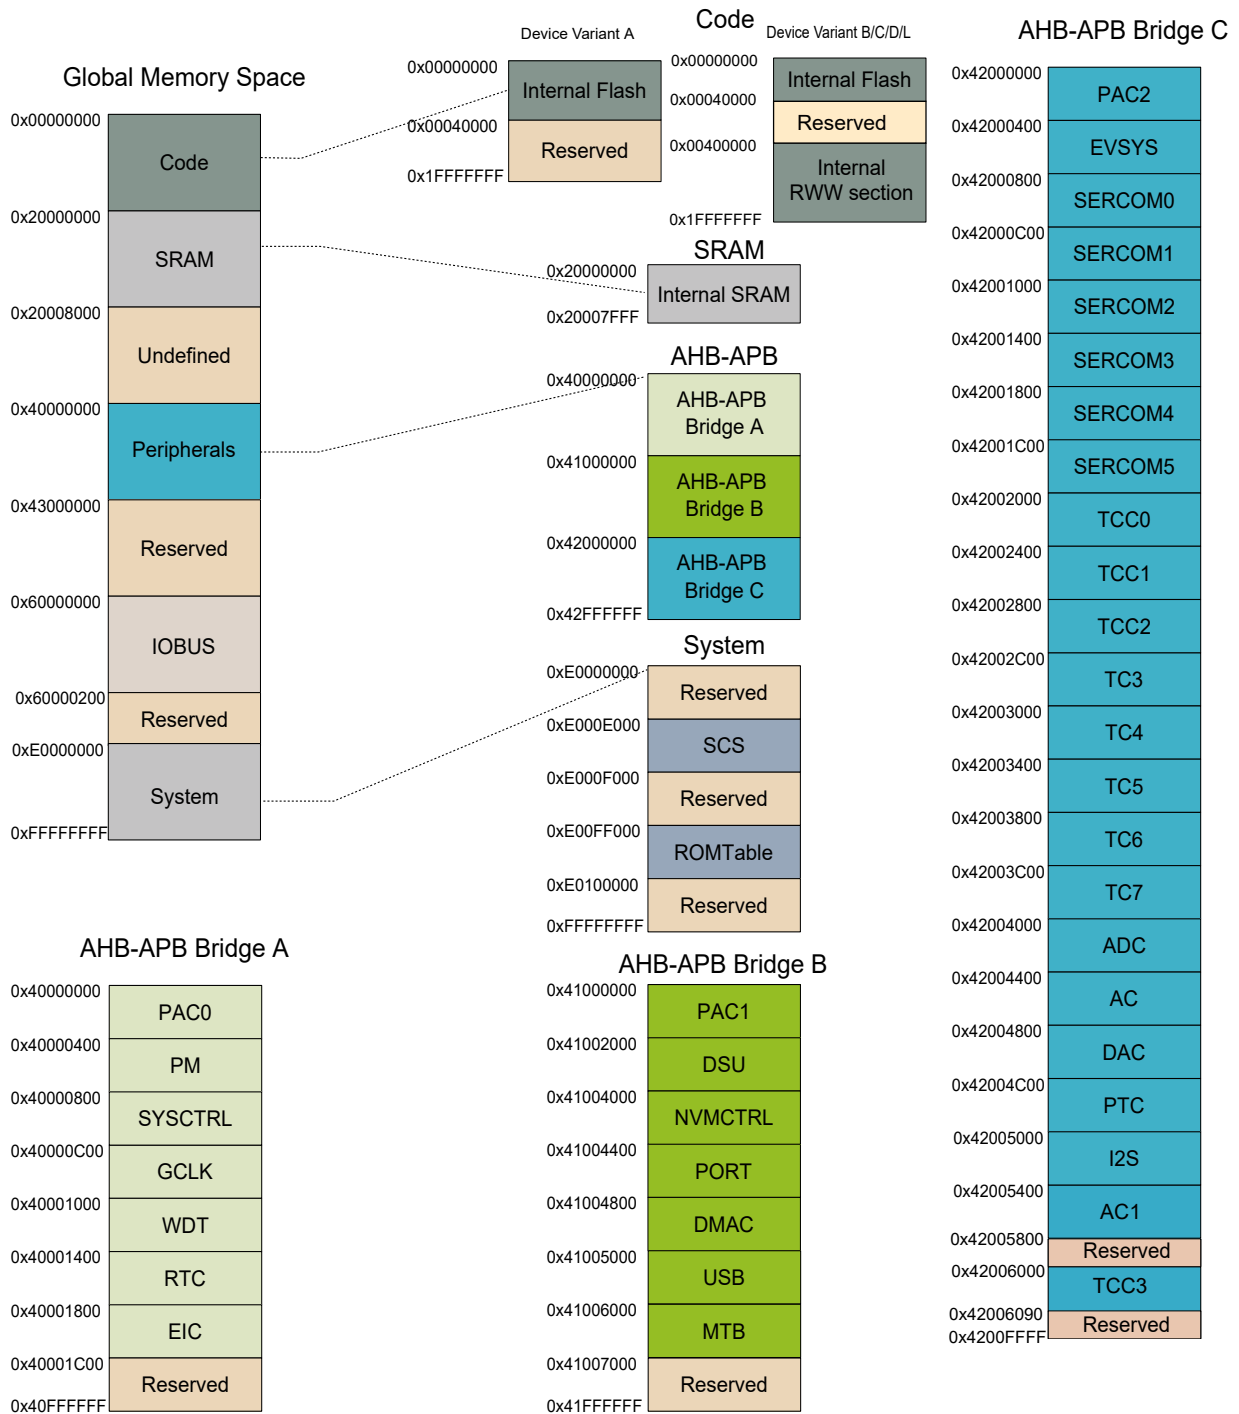 Global Memory Space
0x00000000
Code
0x20000000
SRAM
0x20008000
Undefined
0x40000000
Peripherals
0x43000000
Reserved
0x60000000
IOBUS
0x60000200
Reserved
0xE0000000
System
0xFFFFFFFF
Code
Device Variant A
0x00000000
Internal Flash
0x00040000
Reserved
0x1FFFFFFF
Device Variant B/C/D/L
0x00000000
Internal Flash
0x00040000
Reserved
0x00400000
Internal
RWW section
0x1FFFFFFF
SRAM
0x20000000
Internal SRAM
0x20007FFF
AHB-APB
0x40000000
AHB-APB
Bridge A
0x41000000
AHB-APB
Bridge B
0x42000000
AHB-APB
Bridge C
0x42FFFFFF
System
0xE0000000
Reserved
0xE000E000
SCS
0xE000F000
Reserved
0xE00FF000
ROMTable
0xE0100000
Reserved
0xFFFFFFFF
AHB-APB Bridge A
0x40000000
PAC0
0x40000400
PM
0x40000800
SYSCTRL
0x40000C00
GCLK
0x40001000
WDT
0x40001400
RTC
0x40001800
EIC
0x40001C00
Reserved
0x40FFFFFF
AHB-APB Bridge B
0x41000000
PAC1
0x41002000
DSU
0x41004000
NVMCTRL
0x41004400
PORT
0x41004800
DMAC
0x41005000
USB
0x41006000
MTB
0x41007000
Reserved
0x41FFFFFF
AHB-APB Bridge C
0x42000000
PAC2
0x42000400
EVSYS
0x42000800
SERCOM0
0x42000C00
SERCOM1
0x42001000
SERCOM2
0x42001400
SERCOM3
0x42001800
SERCOM4
0x42001C00
SERCOM5
0x42002000
TCC0
0x42002400
TCC1
0x42002800
TCC2
0x42002C00
TC3
0x42003000
TC4
0x42003400
TC5
0x42003800
TC6
0x42003C00
TC7
0x42004000
ADC
0x42004400
AC
0x42004800
DAC
0x42004C00
PTC
0x42005000
I2S
0x42005400
AC1
0x42005800
Reserved
0x42006000
TCC3
0x42006090
Reserved
0x4200FFFF